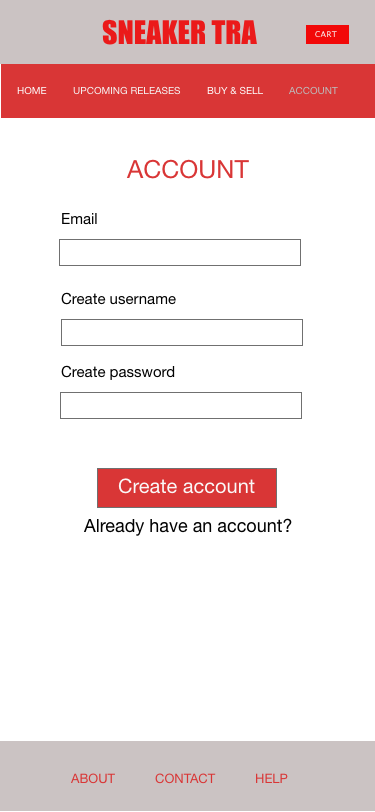 SNEAKER TRA
CART
HOME UPCOMING RELEASES BUY & SELL ACCOUNT
ACCOUNT
Email
Create username
Create password
Create account
Already have an account?
ABOUT CONTACT HELP